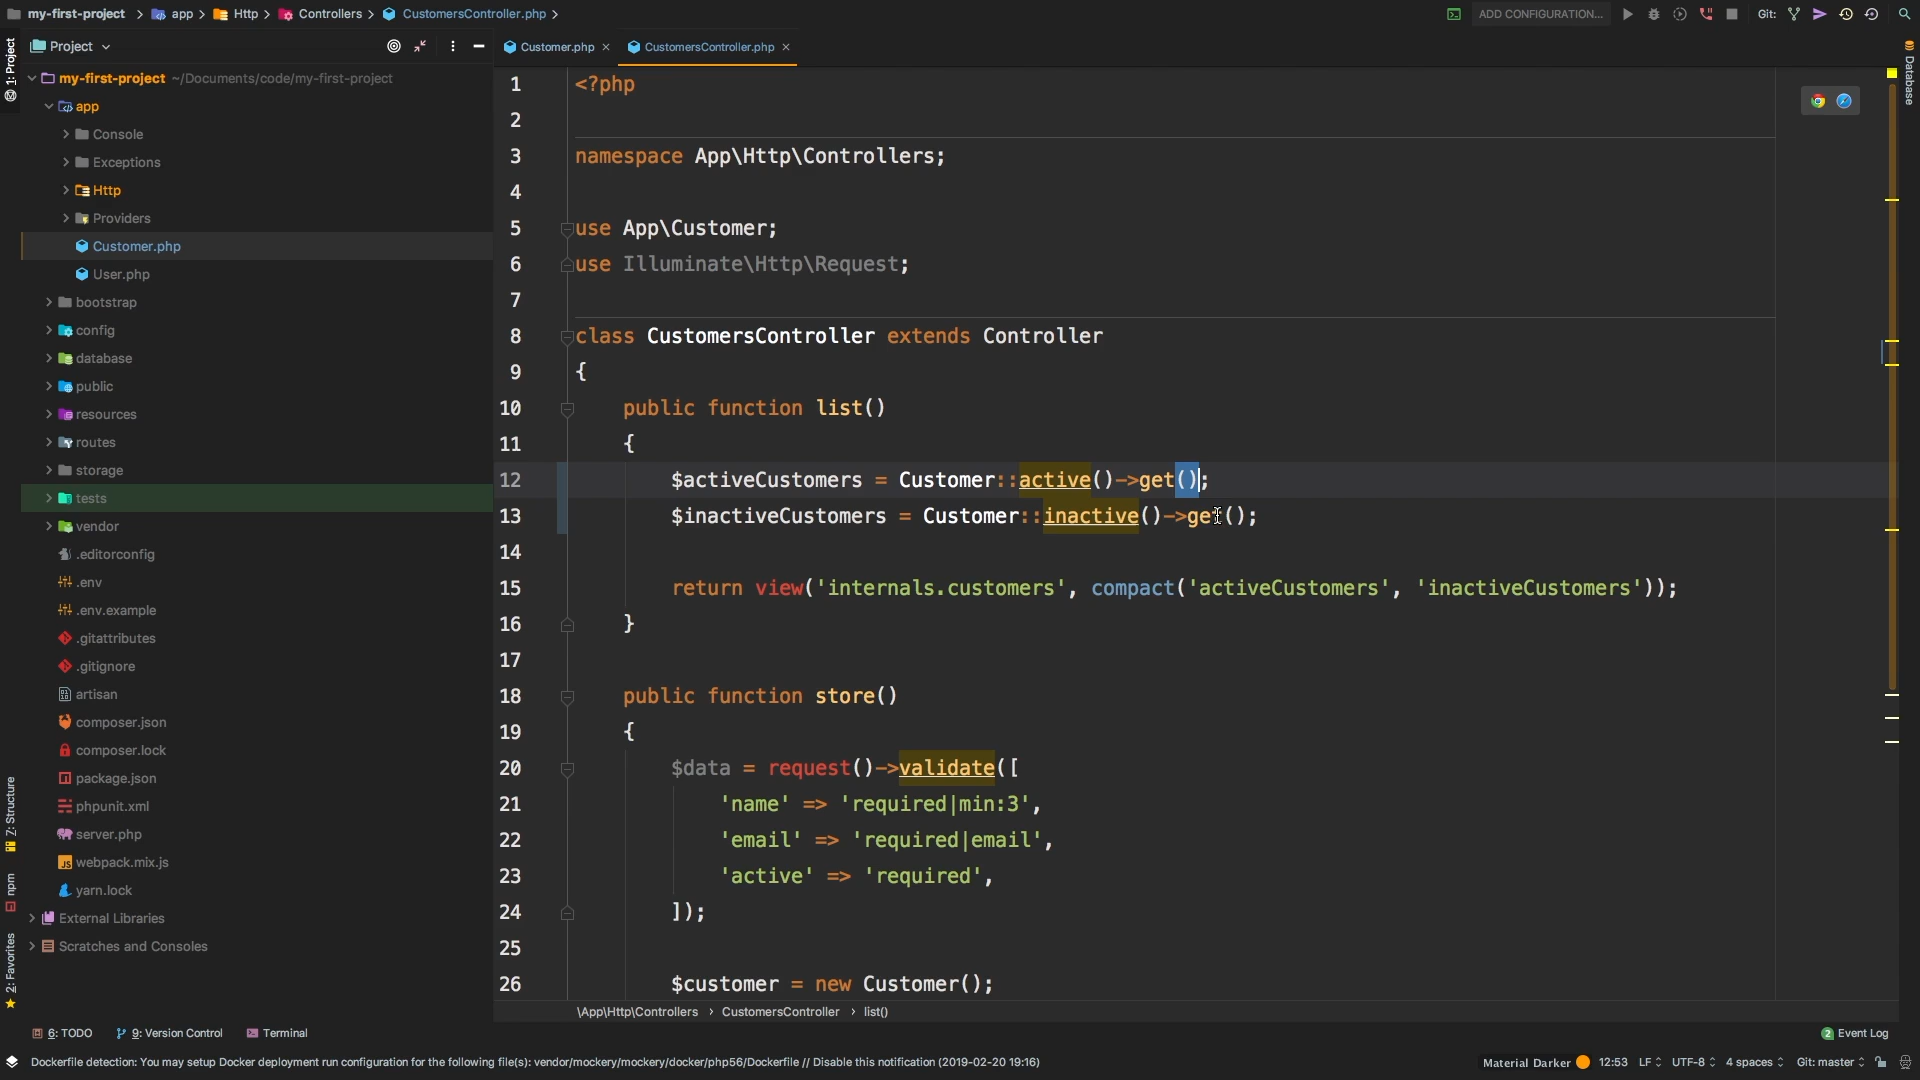 my-first-project
app
Http
Controllers
CustomersController.php
ADD CONFIGURATION...
Git:
1: Project
Project
Customer.php
CustomersController.php
Database
my-first-project ~/Documents/code/my-first-project
app
Console
Exceptions
Http
Providers
Customer.php
User.php
bootstrap
config
database
public
resources
routes
storage
tests
vendor
.editorconfig
.env
.env.example
.gitattributes
.gitignore
artisan
composer.json
composer.lock
package.json
phpunit.xml
server.php
webpack.mix.js
yarn.lock
External Libraries
Scratches and Consoles
Z: Structure
npm
2: Favorites
1 <?php
2
3 namespace App\Http\Controllers;
4
5 use App\Customer;
6 use Illuminate\Http\Request;
7
8 class CustomersController extends Controller
9 {
10 public function list()
11 {
12 $activeCustomers = Customer::active()->get();
13 $inactiveCustomers = Customer::inactive()->get();
14
15 return view('internals.customers', compact('activeCustomers', 'inactiveCustomers'));
16 }
17
18 public function store()
19 {
20 $data = request()->validate([
21 'name' => 'required|min:3',
22 'email' => 'required|email',
23 'active' => 'required',
24 ]);
25
26 $customer = new Customer();
\App\Http\Controllers › CustomersController › list()
6: TODO
9: Version Control
Terminal
2 Event Log
Dockerfile detection: You may setup Docker deployment run configuration for the following file(s): vendor/mockery/mockery/docker/php56/Dockerfile // Disable this notification (2019-02-20 19:16)
Material Darker
12:53
LF
UTF-8
4 spaces
Git: master